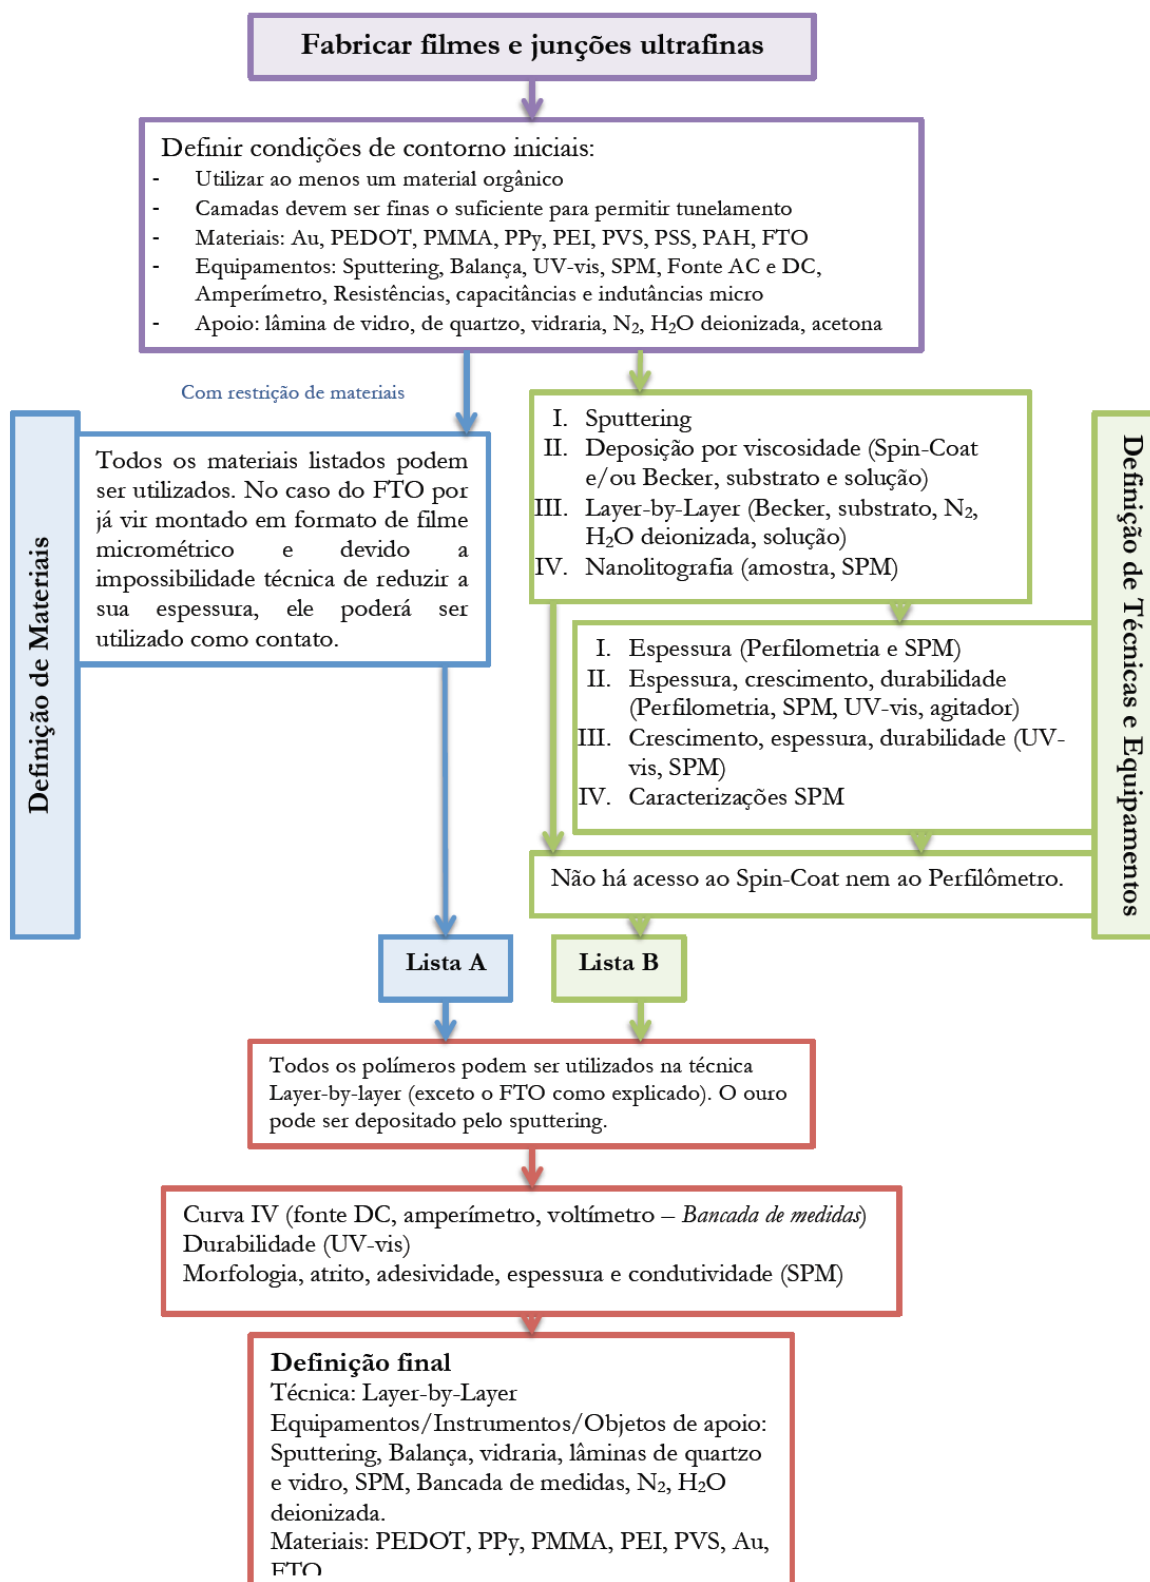 Fabricar filmes e junções ultrafinas
Definir condições de contorno iniciais:
- Utilizar ao menos um material orgânico
- Camadas devem ser finas o suficiente para permitir tunelamento
- Materiais: Au, PEDOT, PMMA, PPy, PEI, PVS, PSS, PAH, FTO
- Equipamentos: Sputtering, Balança, UV-vis, SPM, Fonte AC e DC,
Amperímetro, Resistências, capacitâncias e indutâncias micro
- Apoio: lâmina de vidro, de quartzo, vidraria, N₂, H₂O deionizada, acetona
Com restrição de materiais
Definição de Materiais
Todos os materiais listados podem
ser utilizados. No caso do FTO por
já vir montado em formato de filme
micrométrico e devido a
impossibilidade técnica de reduzir a
sua espessura, ele poderá ser
utilizado como contato.
I. Sputtering
II. Deposição por viscosidade (Spin-Coat
e/ou Becker, substrato e solução)
III. Layer-by-Layer (Becker, substrato, N₂,
H₂O deionizada, solução)
IV. Nanolitografia (amostra, SPM)
I. Espessura (Perfilometria e SPM)
II. Espessura, crescimento, durabilidade
(Perfilometria, SPM, UV-vis, agitador)
III. Crescimento, espessura, durabilidade (UV-
vis, SPM)
IV. Caracterizações SPM
Não há acesso ao Spin-Coat nem ao Perfilômetro.
Definição de Técnicas e Equipamentos
Lista A
Lista B
Todos os polímeros podem ser utilizados na técnica
Layer-by-layer (exceto o FTO como explicado). O ouro
pode ser depositado pelo sputtering.
Curva IV (fonte DC, amperímetro, voltímetro – Bancada de medidas)
Durabilidade (UV-vis)
Morfologia, atrito, adesividade, espessura e condutividade (SPM)
Definição final
Técnica: Layer-by-Layer
Equipamentos/Instrumentos/Objetos de apoio:
Sputtering, Balança, vidraria, lâminas de quartzo
e vidro, SPM, Bancada de medidas, N₂, H₂O
deionizada.
Materiais: PEDOT, PPy, PMMA, PEI, PVS, Au,
FTO